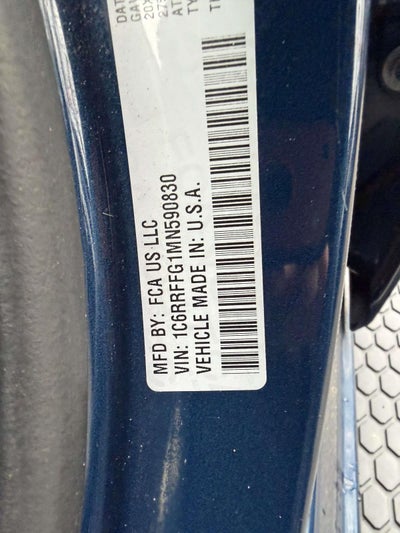 MFD BY: FCA US LLC
VIN: 1C6RRFFG1MN590830
VEHICLE MADE IN: U.S.A.